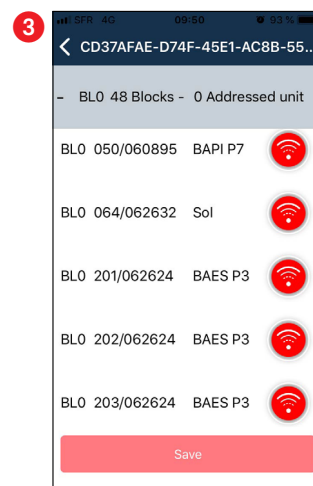 3
SFR 4G 09:50 93 %
CD37AFAE-D74F-45E1-AC8B-55..
- BL0 48 Blocks - 0 Addressed unit
BL0 050/060895 BAPI P7
BL0 064/062632 Sol
BL0 201/062624 BAES P3
BL0 202/062624 BAES P3
BL0 203/062624 BAES P3
Save